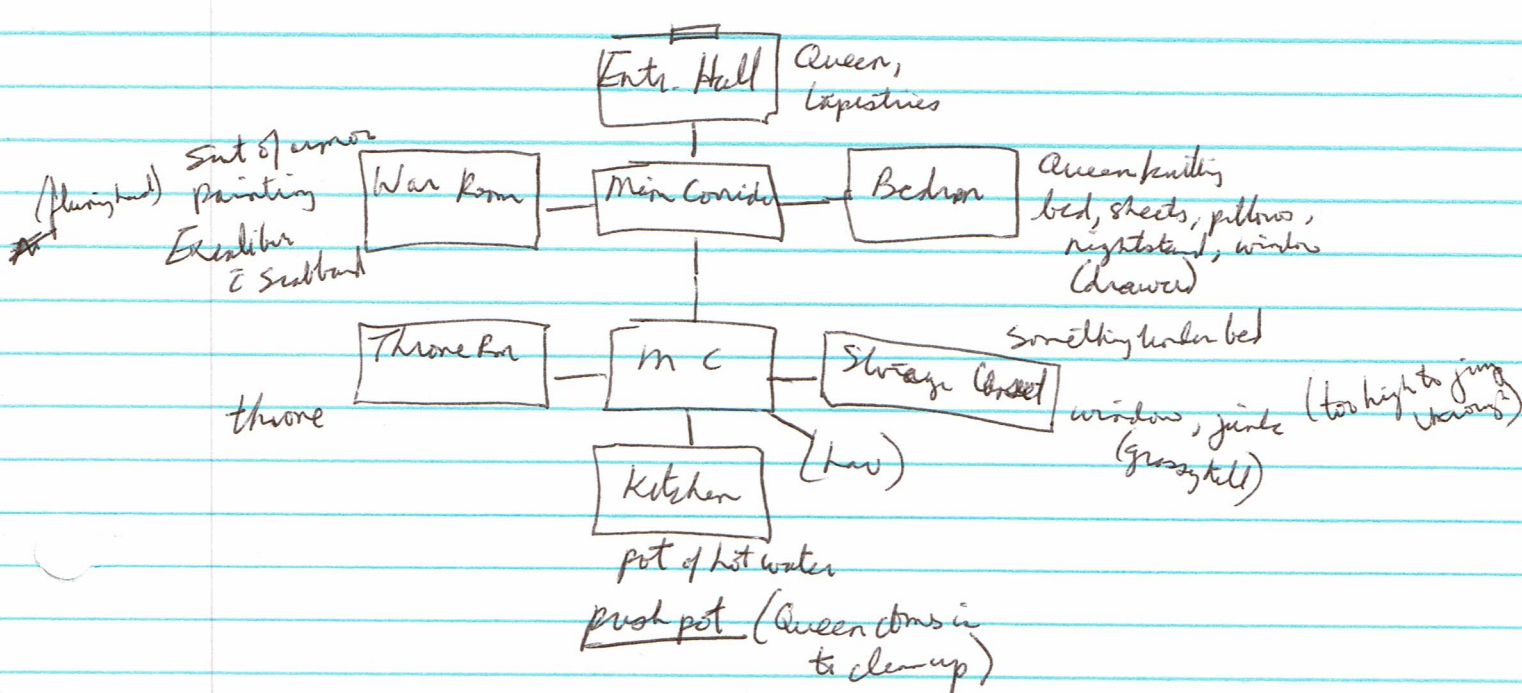 Entr. Hall
Queen,
tapestries
suit of armor
painting
Excalibur
c̄ Scabbard
War Room
Main Corridor
Bedroom
Queen knitting
bed, sheets, pillows,
nightstand, window
(drawer)
something under bed
Throne Rm
throne
M C
Storage Closet
window, junk
(grassy hill)
(too high to jump
through)
(Lav)
Kitchen
pot of hot water
push pot (Queen comes in
to clean up)